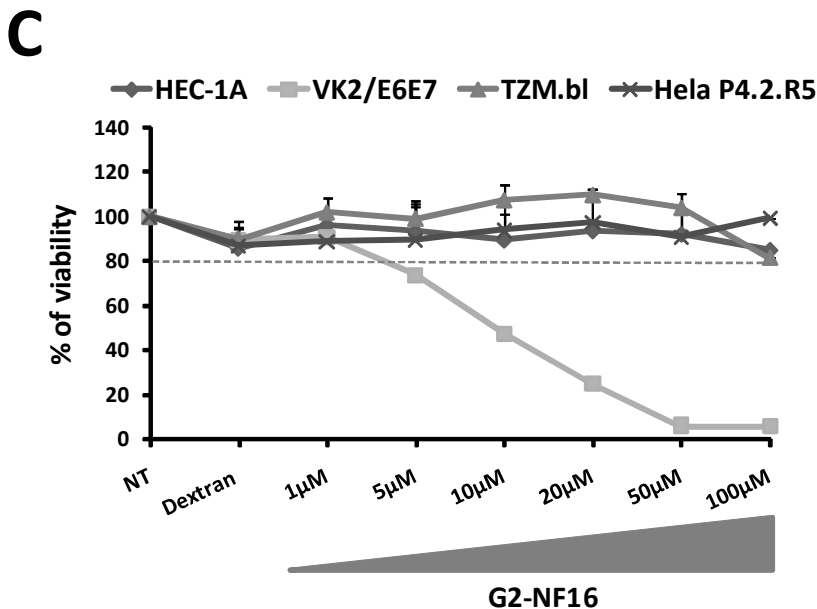 C
HEC-1A VK2/E6E7 TZM.bl Hela P4.2.R5
% of viability
140
120
100
80
60
40
20
0
NT Dextran 1µM 5µM 10µM 20µM 50µM 100µM
G2-NF16